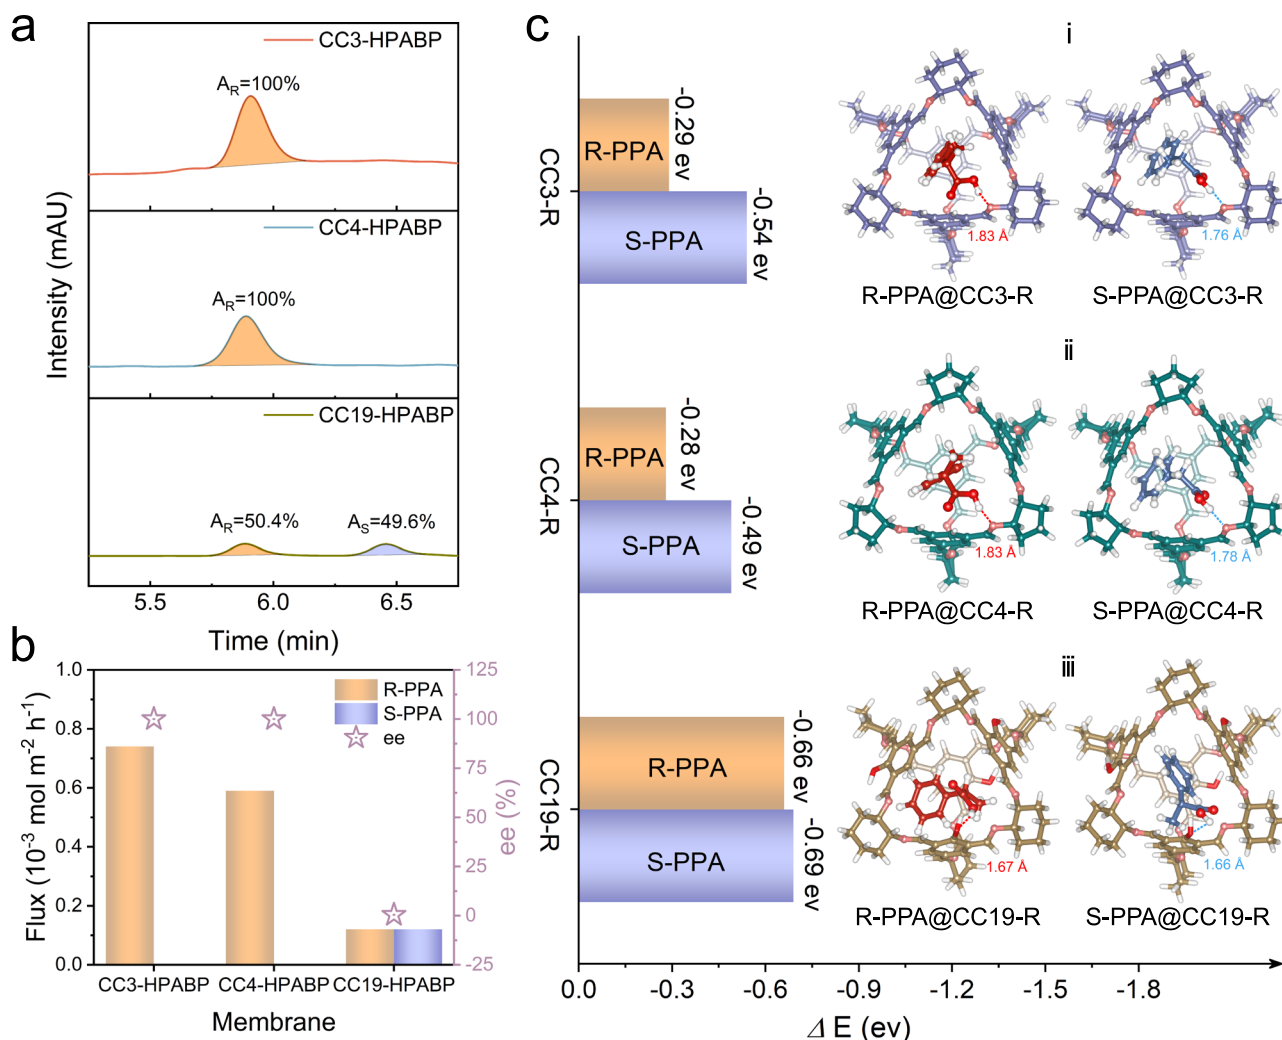 a
CC3-HPABP
A_R=100%
CC4-HPABP
A_R=100%
CC19-HPABP
A_R=50.4%
A_S=49.6%
Intensity (mAU)
5.5
6.0
6.5
Time (min)
b
1.0
0.8
0.6
0.4
0.2
0.0
Flux (10⁻³ mol m⁻² h⁻¹)
R-PPA
S-PPA
ee
125
100
75
50
25
0
-25
ee (%)
CC3-HPABP
CC4-HPABP
CC19-HPABP
Membrane
c
CC3-R
R-PPA
-0.29 ev
S-PPA
-0.54 ev
CC4-R
R-PPA
-0.28 ev
S-PPA
-0.49 ev
CC19-R
R-PPA
-0.66 ev
S-PPA
-0.69 ev
0.0
-0.3
-0.6
-0.9
-1.2
-1.5
-1.8
Δ E (ev)
i
1.83 Å
1.76 Å
R-PPA@CC3-R
S-PPA@CC3-R
ii
1.83 Å
1.78 Å
R-PPA@CC4-R
S-PPA@CC4-R
iii
1.67 Å
1.66 Å
R-PPA@CC19-R
S-PPA@CC19-R